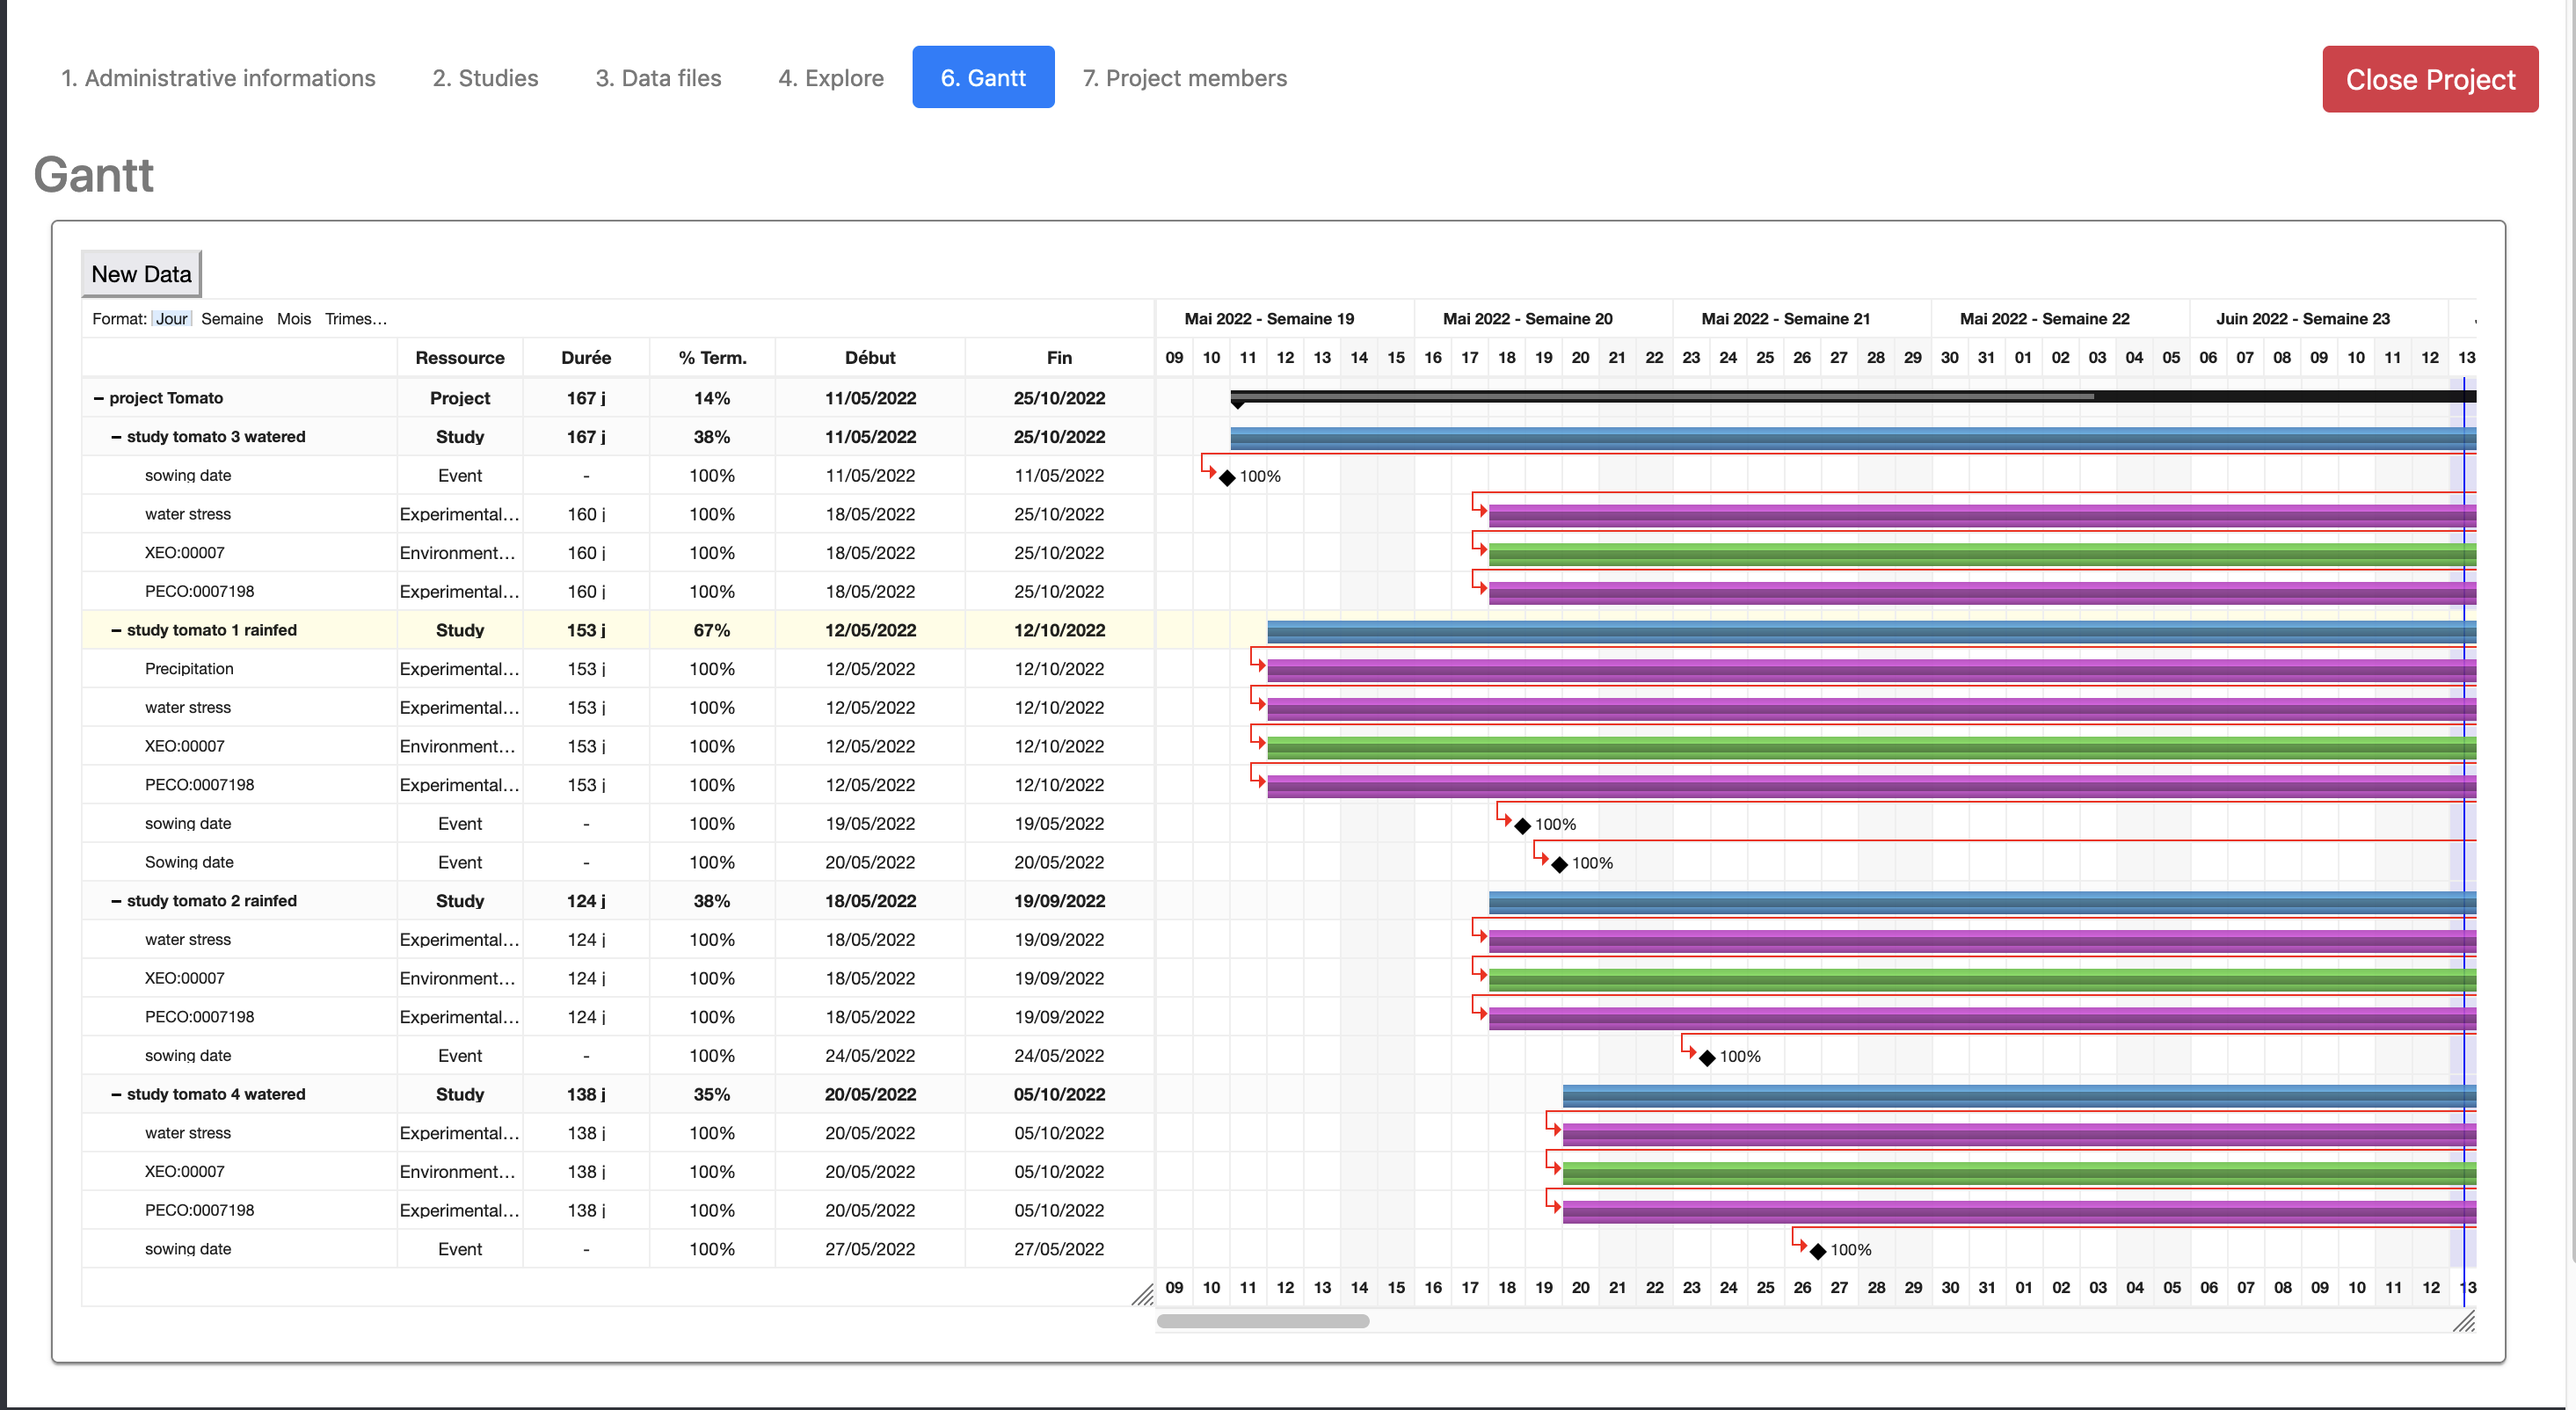 1. Administrative informations 2. Studies 3. Data files 4. Explore 6. Gantt 7. Project members Close Project
Gantt
New Data
Format: Jour Semaine Mois Trimes... Mai 2022 - Semaine 19 Mai 2022 - Semaine 20 Mai 2022 - Semaine 21 Mai 2022 - Semaine 22 Juin 2022 - Semaine 23
Ressource Durée % Term. Début Fin 09 10 11 12 13 14 15 16 17 18 19 20 21 22 23 24 25 26 27 28 29 30 31 01 02 03 04 05 06 07 08 09 10 11 12 13
− project Tomato Project 167 j 14% 11/05/2022 25/10/2022
− study tomato 3 watered Study 167 j 38% 11/05/2022 25/10/2022
sowing date Event - 100% 11/05/2022 11/05/2022 100%
water stress Experimental... 160 j 100% 18/05/2022 25/10/2022
XEO:00007 Environment... 160 j 100% 18/05/2022 25/10/2022
PECO:0007198 Experimental... 160 j 100% 18/05/2022 25/10/2022
− study tomato 1 rainfed Study 153 j 67% 12/05/2022 12/10/2022
Precipitation Experimental... 153 j 100% 12/05/2022 12/10/2022
water stress Experimental... 153 j 100% 12/05/2022 12/10/2022
XEO:00007 Environment... 153 j 100% 12/05/2022 12/10/2022
PECO:0007198 Experimental... 153 j 100% 12/05/2022 12/10/2022
sowing date Event - 100% 19/05/2022 19/05/2022 100%
Sowing date Event - 100% 20/05/2022 20/05/2022 100%
− study tomato 2 rainfed Study 124 j 38% 18/05/2022 19/09/2022
water stress Experimental... 124 j 100% 18/05/2022 19/09/2022
XEO:00007 Environment... 124 j 100% 18/05/2022 19/09/2022
PECO:0007198 Experimental... 124 j 100% 18/05/2022 19/09/2022
sowing date Event - 100% 24/05/2022 24/05/2022 100%
− study tomato 4 watered Study 138 j 35% 20/05/2022 05/10/2022
water stress Experimental... 138 j 100% 20/05/2022 05/10/2022
XEO:00007 Environment... 138 j 100% 20/05/2022 05/10/2022
PECO:0007198 Experimental... 138 j 100% 20/05/2022 05/10/2022
sowing date Event - 100% 27/05/2022 27/05/2022 100%
09 10 11 12 13 14 15 16 17 18 19 20 21 22 23 24 25 26 27 28 29 30 31 01 02 03 04 05 06 07 08 09 10 11 12 13